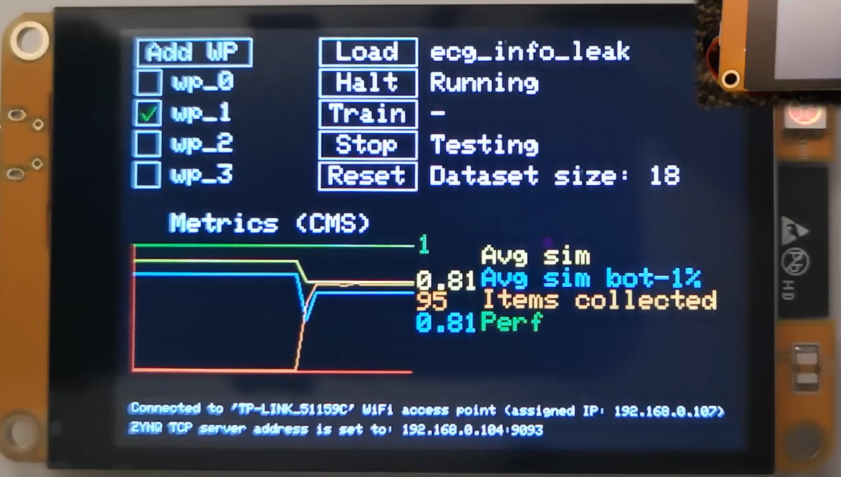 Add WP Load ecg_info_leak
wp_0 Halt Running
wp_1 Train -
wp_2 Stop Testing
wp_3 Reset Dataset size: 18
Metrics (CMS)
1
Avg sim
0.81 Avg sim bot-1%
95 Items collected
0.81 Perf
Connected to 'TP-LINK_51159C' WiFi access point (assigned IP: 192.168.0.107)
ZYNQ TCP server address is set to: 192.168.0.104:9093
Pb
HD